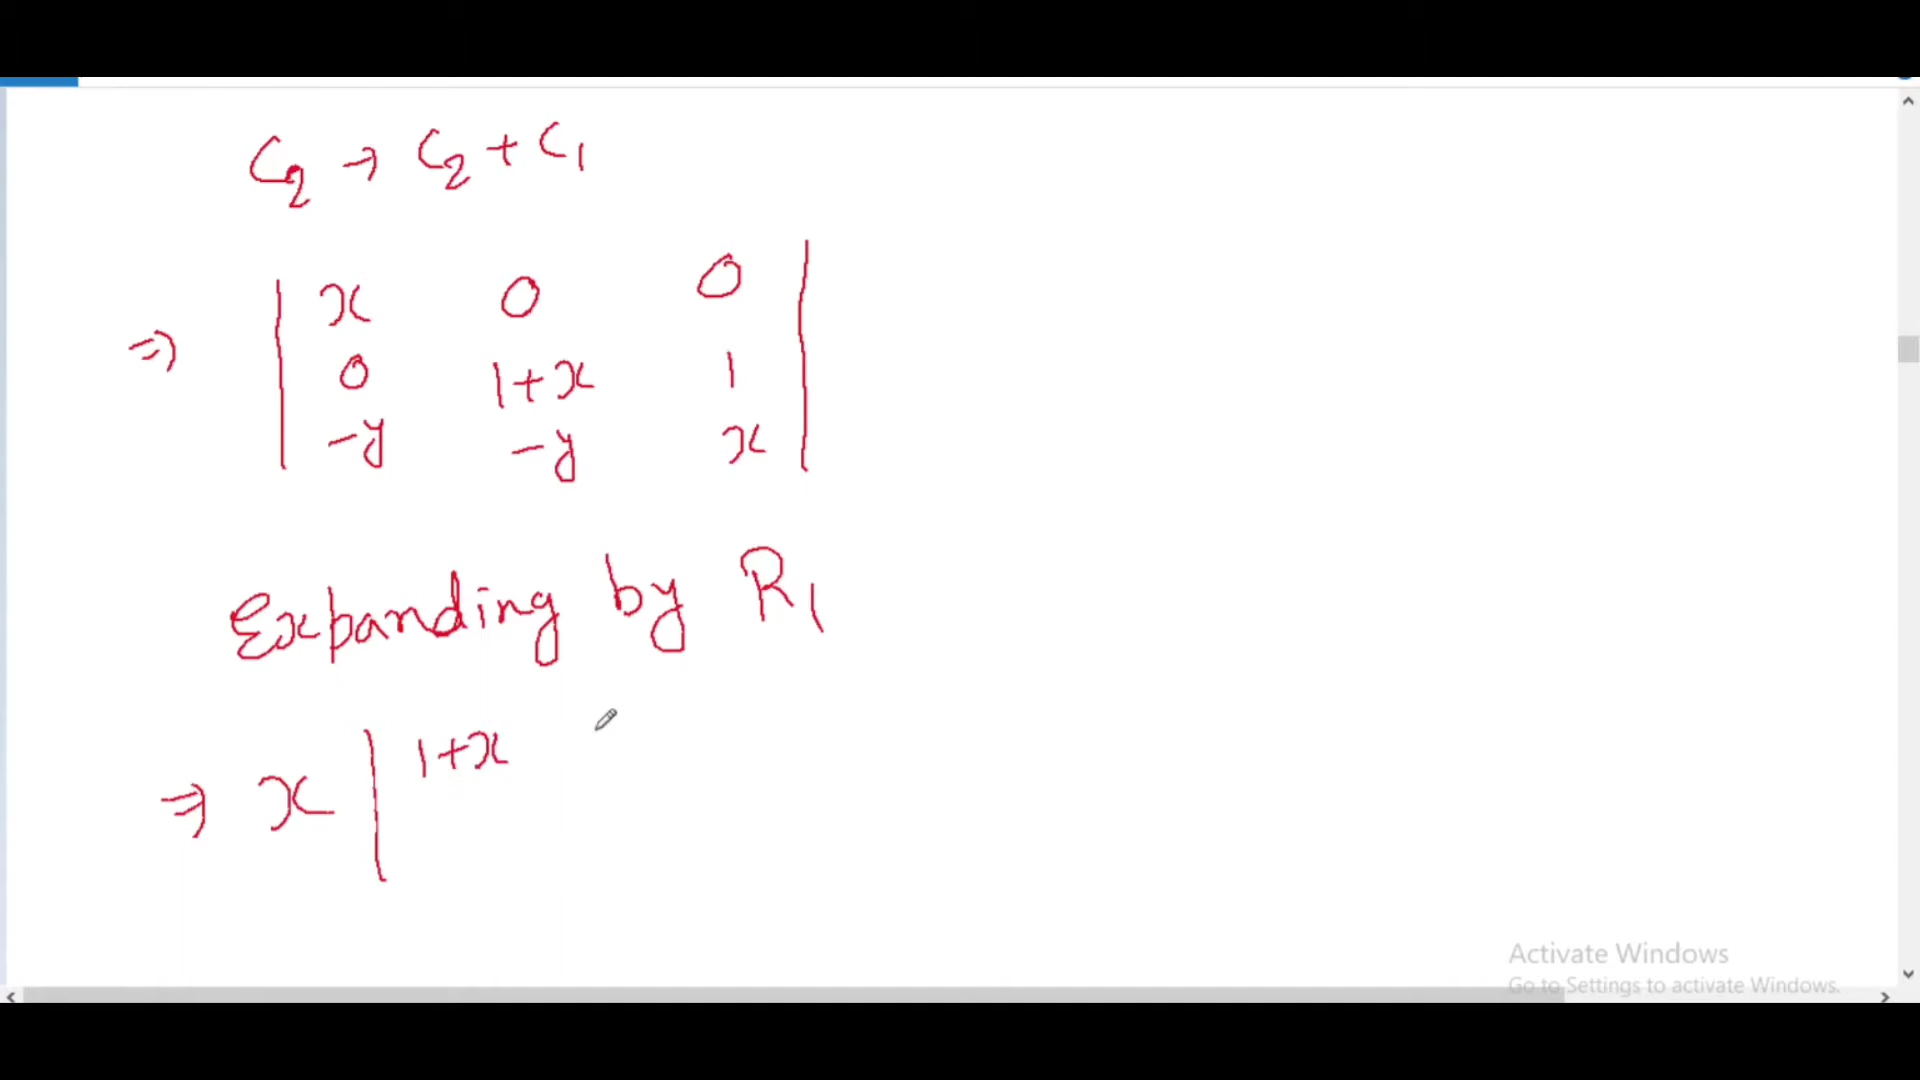 C₂ → C₂ + C₁
⇒ | x 0 0 |
| 0 1+x 1 |
| -y -y x |
Expanding by R₁
⇒ x | 1+x
Activate Windows
Go to Settings to activate Windows.